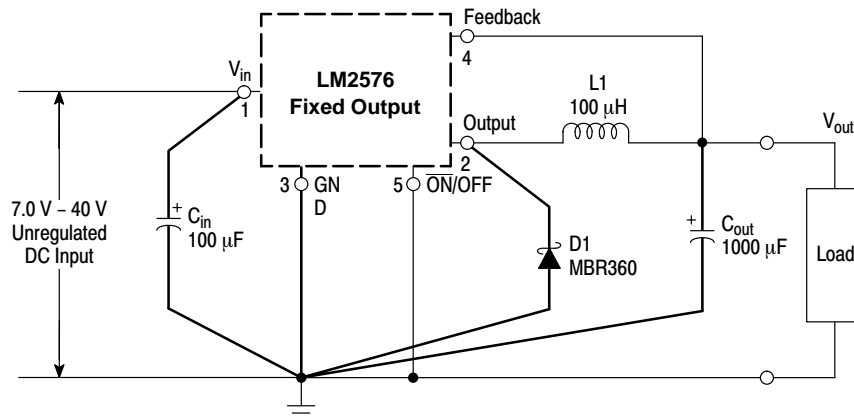 Feedback
4
V_in
1
LM2576
Fixed Output
L1
100 μH
Output
2
V_out
3 GN
D
5 O̅N̅/OFF
7.0 V – 40 V
Unregulated
DC Input
+
C_in
100 μF
D1
MBR360
+
C_out
1000 μF
Load